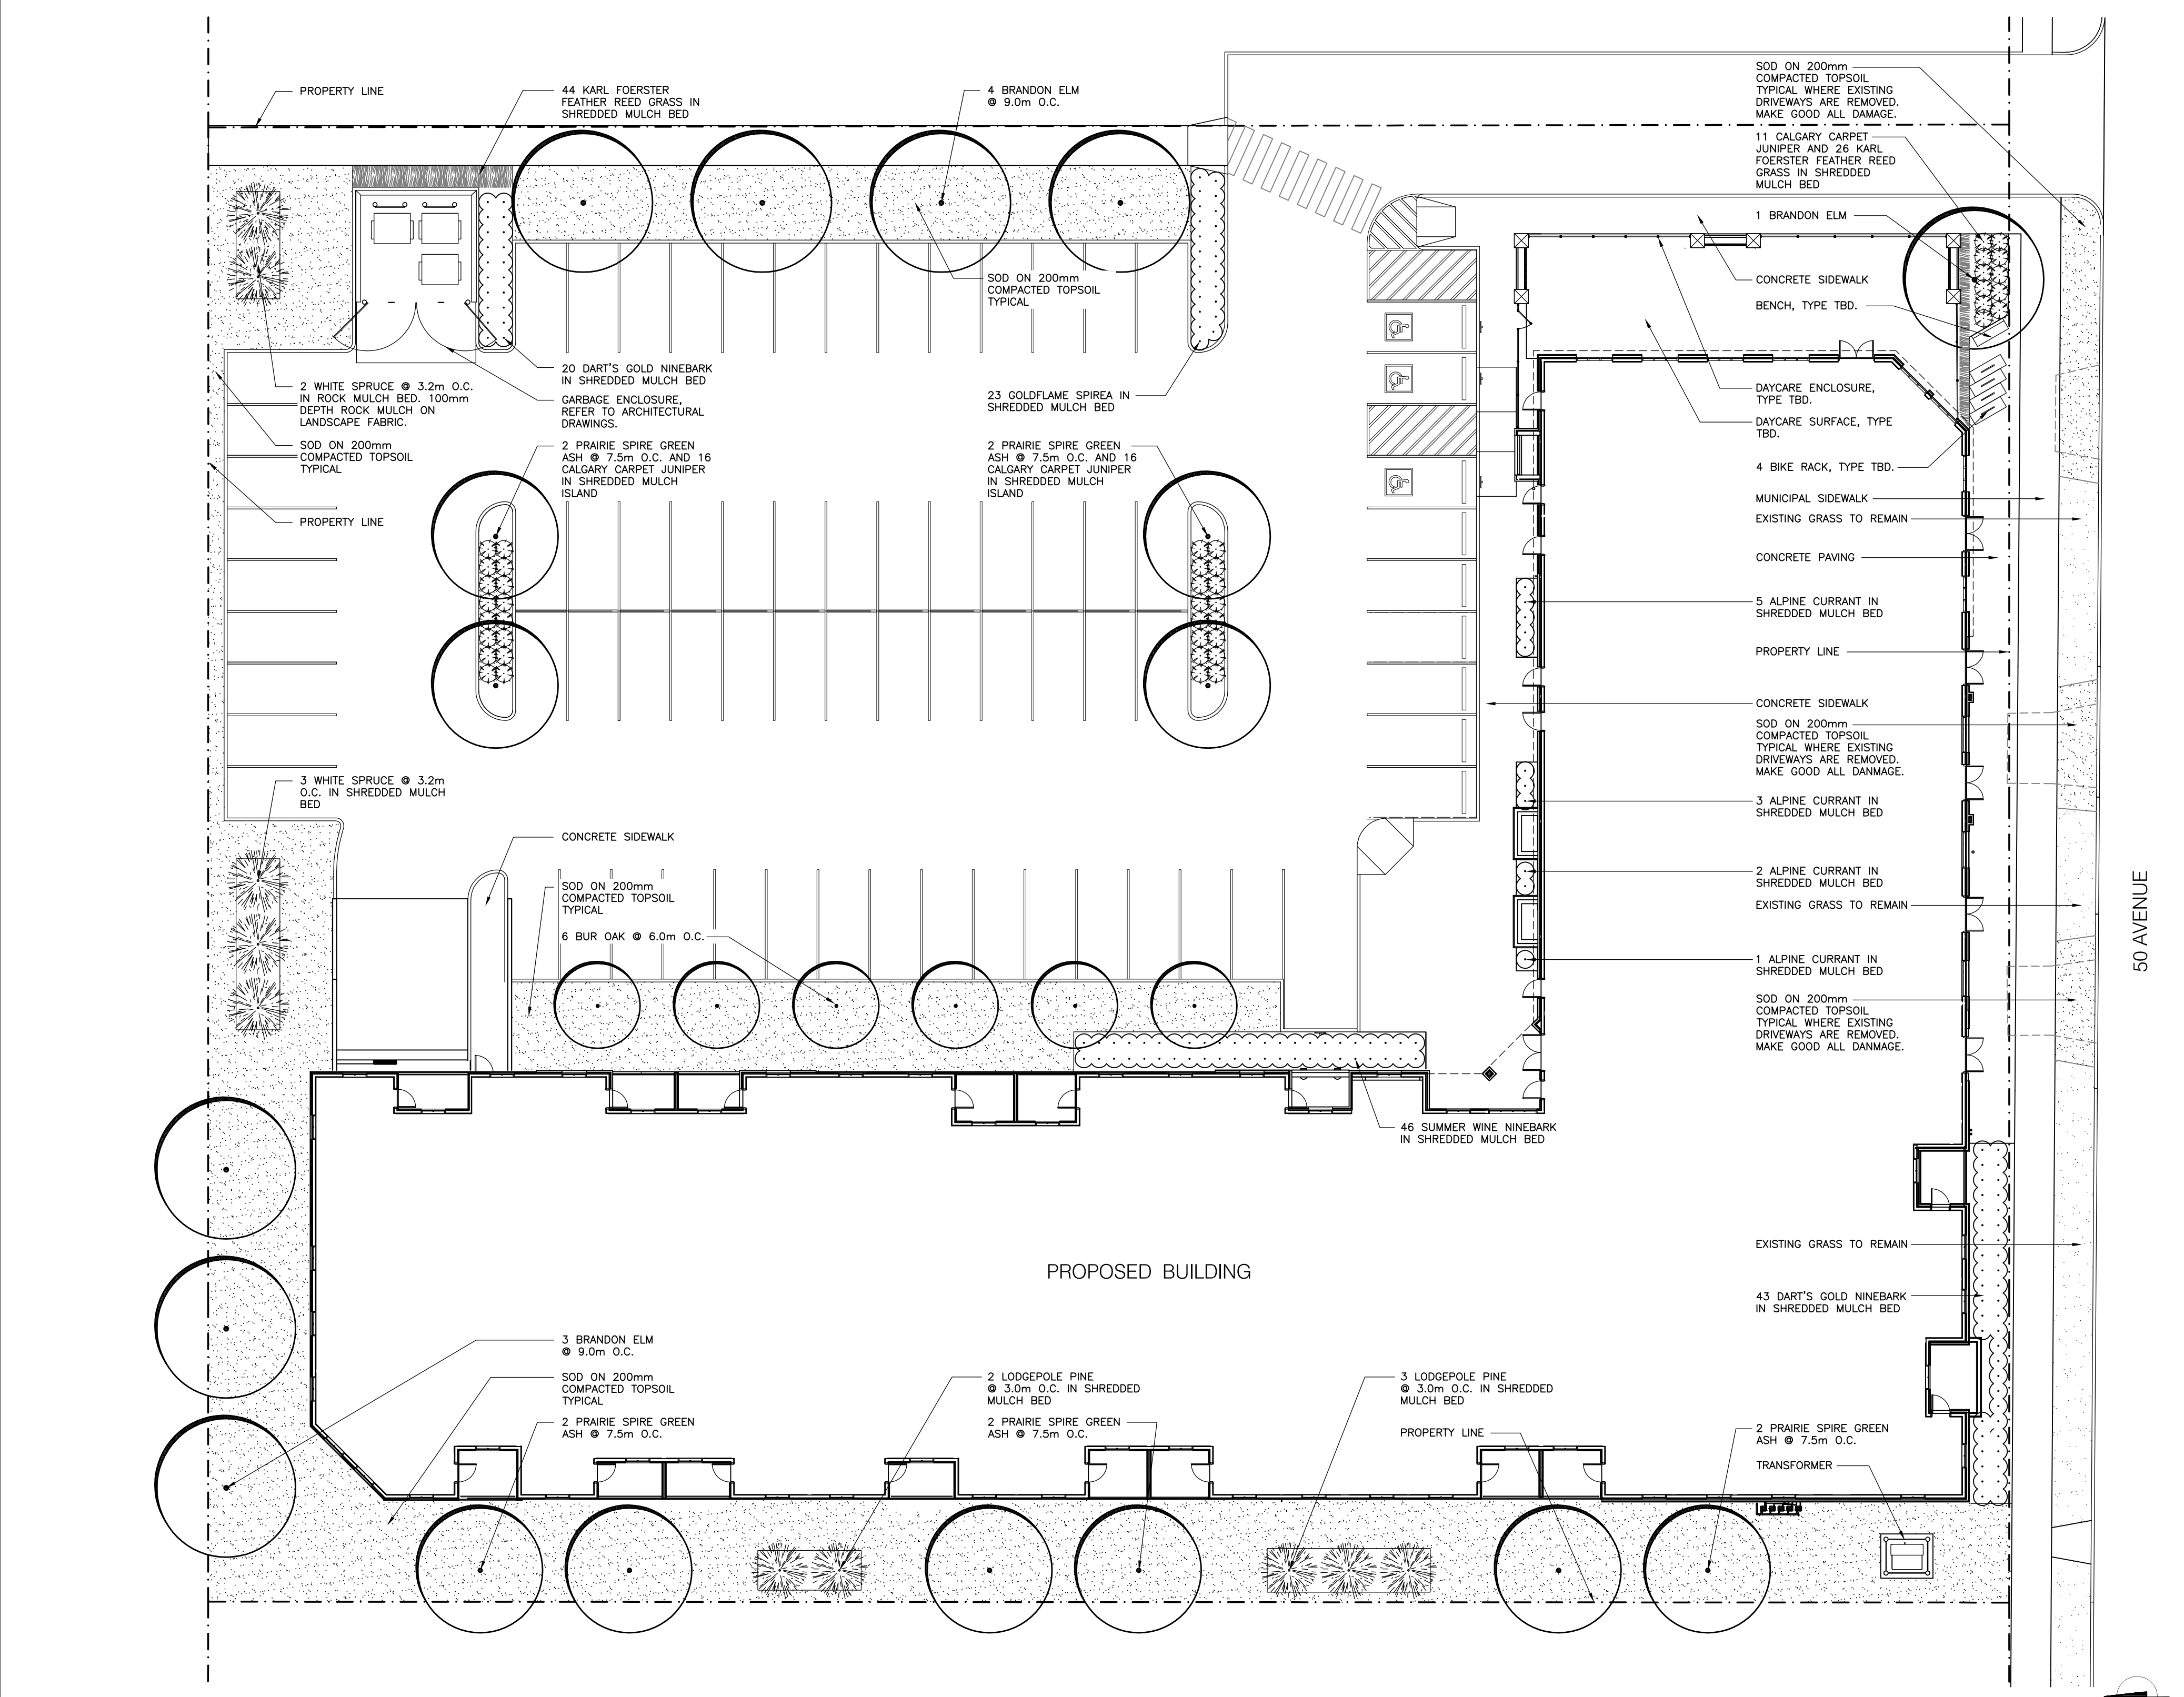 PROPERTY LINE
44 KARL FOERSTER
FEATHER REED GRASS IN
SHREDDED MULCH BED
4 BRANDON ELM
@ 9.0m O.C.
SOD ON 200mm
COMPACTED TOPSOIL
TYPICAL WHERE EXISTING
DRIVEWAYS ARE REMOVED.
MAKE GOOD ALL DAMAGE.
11 CALGARY CARPET
JUNIPER AND 26 KARL
FOERSTER FEATHER REED
GRASS IN SHREDDED
MULCH BED
1 BRANDON ELM
CONCRETE SIDEWALK
BENCH, TYPE TBD.
SOD ON 200mm
COMPACTED TOPSOIL
TYPICAL
2 WHITE SPRUCE @ 3.2m O.C.
IN ROCK MULCH BED. 100mm
DEPTH ROCK MULCH ON
LANDSCAPE FABRIC.
20 DART'S GOLD NINEBARK
IN SHREDDED MULCH BED
GARBAGE ENCLOSURE,
REFER TO ARCHITECTURAL
DRAWINGS.
23 GOLDFLAME SPIREA IN
SHREDDED MULCH BED
DAYCARE ENCLOSURE,
TYPE TBD.
DAYCARE SURFACE, TYPE
TBD.
SOD ON 200mm
COMPACTED TOPSOIL
TYPICAL
2 PRAIRIE SPIRE GREEN
ASH @ 7.5m O.C. AND 16
CALGARY CARPET JUNIPER
IN SHREDDED MULCH
ISLAND
2 PRAIRIE SPIRE GREEN
ASH @ 7.5m O.C. AND 16
CALGARY CARPET JUNIPER
IN SHREDDED MULCH
ISLAND
4 BIKE RACK, TYPE TBD.
MUNICIPAL SIDEWALK
PROPERTY LINE
EXISTING GRASS TO REMAIN
CONCRETE PAVING
5 ALPINE CURRANT IN
SHREDDED MULCH BED
PROPERTY LINE
CONCRETE SIDEWALK
SOD ON 200mm
COMPACTED TOPSOIL
TYPICAL WHERE EXISTING
DRIVEWAYS ARE REMOVED.
MAKE GOOD ALL DANMAGE.
3 WHITE SPRUCE @ 3.2m
O.C. IN SHREDDED MULCH
BED
3 ALPINE CURRANT IN
SHREDDED MULCH BED
CONCRETE SIDEWALK
2 ALPINE CURRANT IN
SHREDDED MULCH BED
SOD ON 200mm
COMPACTED TOPSOIL
TYPICAL
EXISTING GRASS TO REMAIN
50 AVENUE
6 BUR OAK @ 6.0m O.C.
1 ALPINE CURRANT IN
SHREDDED MULCH BED
SOD ON 200mm
COMPACTED TOPSOIL
TYPICAL WHERE EXISTING
DRIVEWAYS ARE REMOVED.
MAKE GOOD ALL DANMAGE.
46 SUMMER WINE NINEBARK
IN SHREDDED MULCH BED
EXISTING GRASS TO REMAIN
PROPOSED BUILDING
43 DART'S GOLD NINEBARK
IN SHREDDED MULCH BED
3 BRANDON ELM
@ 9.0m O.C.
SOD ON 200mm
COMPACTED TOPSOIL
TYPICAL
2 LODGEPOLE PINE
@ 3.0m O.C. IN SHREDDED
MULCH BED
3 LODGEPOLE PINE
@ 3.0m O.C. IN SHREDDED
MULCH BED
2 PRAIRIE SPIRE GREEN
ASH @ 7.5m O.C.
2 PRAIRIE SPIRE GREEN
ASH @ 7.5m O.C.
PROPERTY LINE
2 PRAIRIE SPIRE GREEN
ASH @ 7.5m O.C.
TRANSFORMER